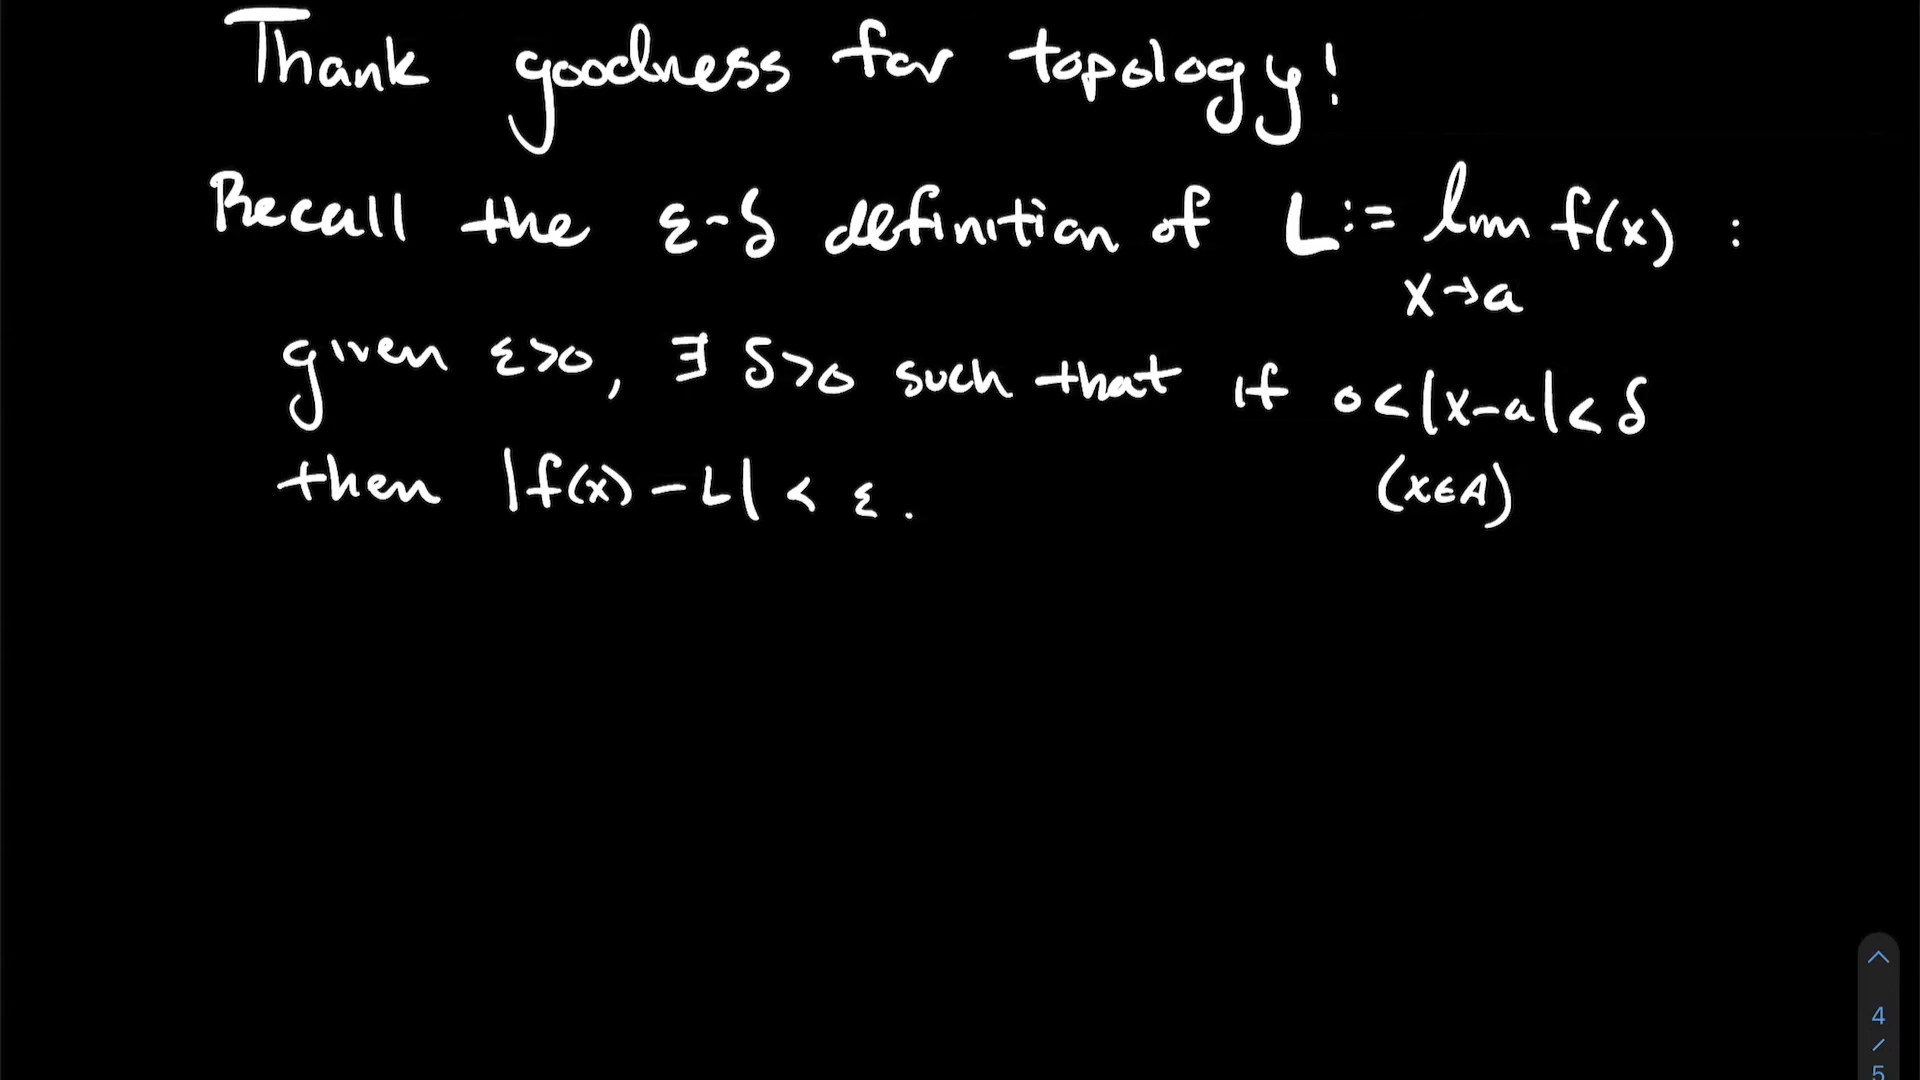 Thank goodness for topology!
Recall the ε-δ definition of L := lim f(x) :
x→a
given ε>0, ∃ δ>0 such that if 0<|x-a|<δ
then |f(x) - L| < ε. (x∈A)
4
/
5